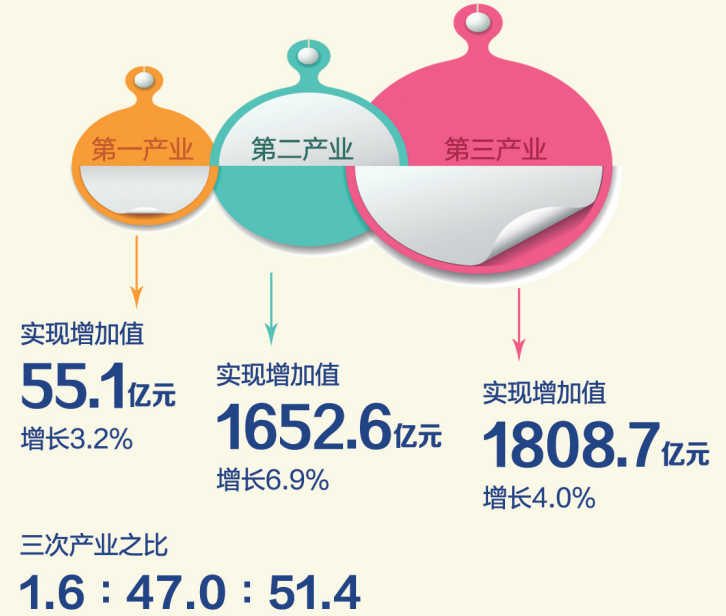 第一产业
第二产业
第三产业
实现增加值
55.1亿元
增长3.2%
实现增加值
1652.6亿元
增长6.9%
实现增加值
1808.7亿元
增长4.0%
三次产业之比
1.6：47.0：51.4